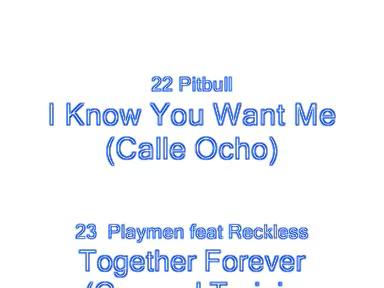 22 Pitbull
I Know You Want Me
(Calle Ocho)
23 Playmen feat Reckless
Together Forever